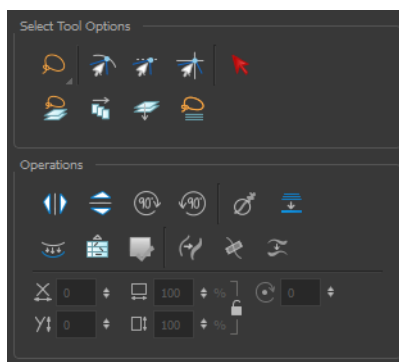 Select Tool Options
Operations
90° 90°
X 0 100 % 0
Y 0 100 %